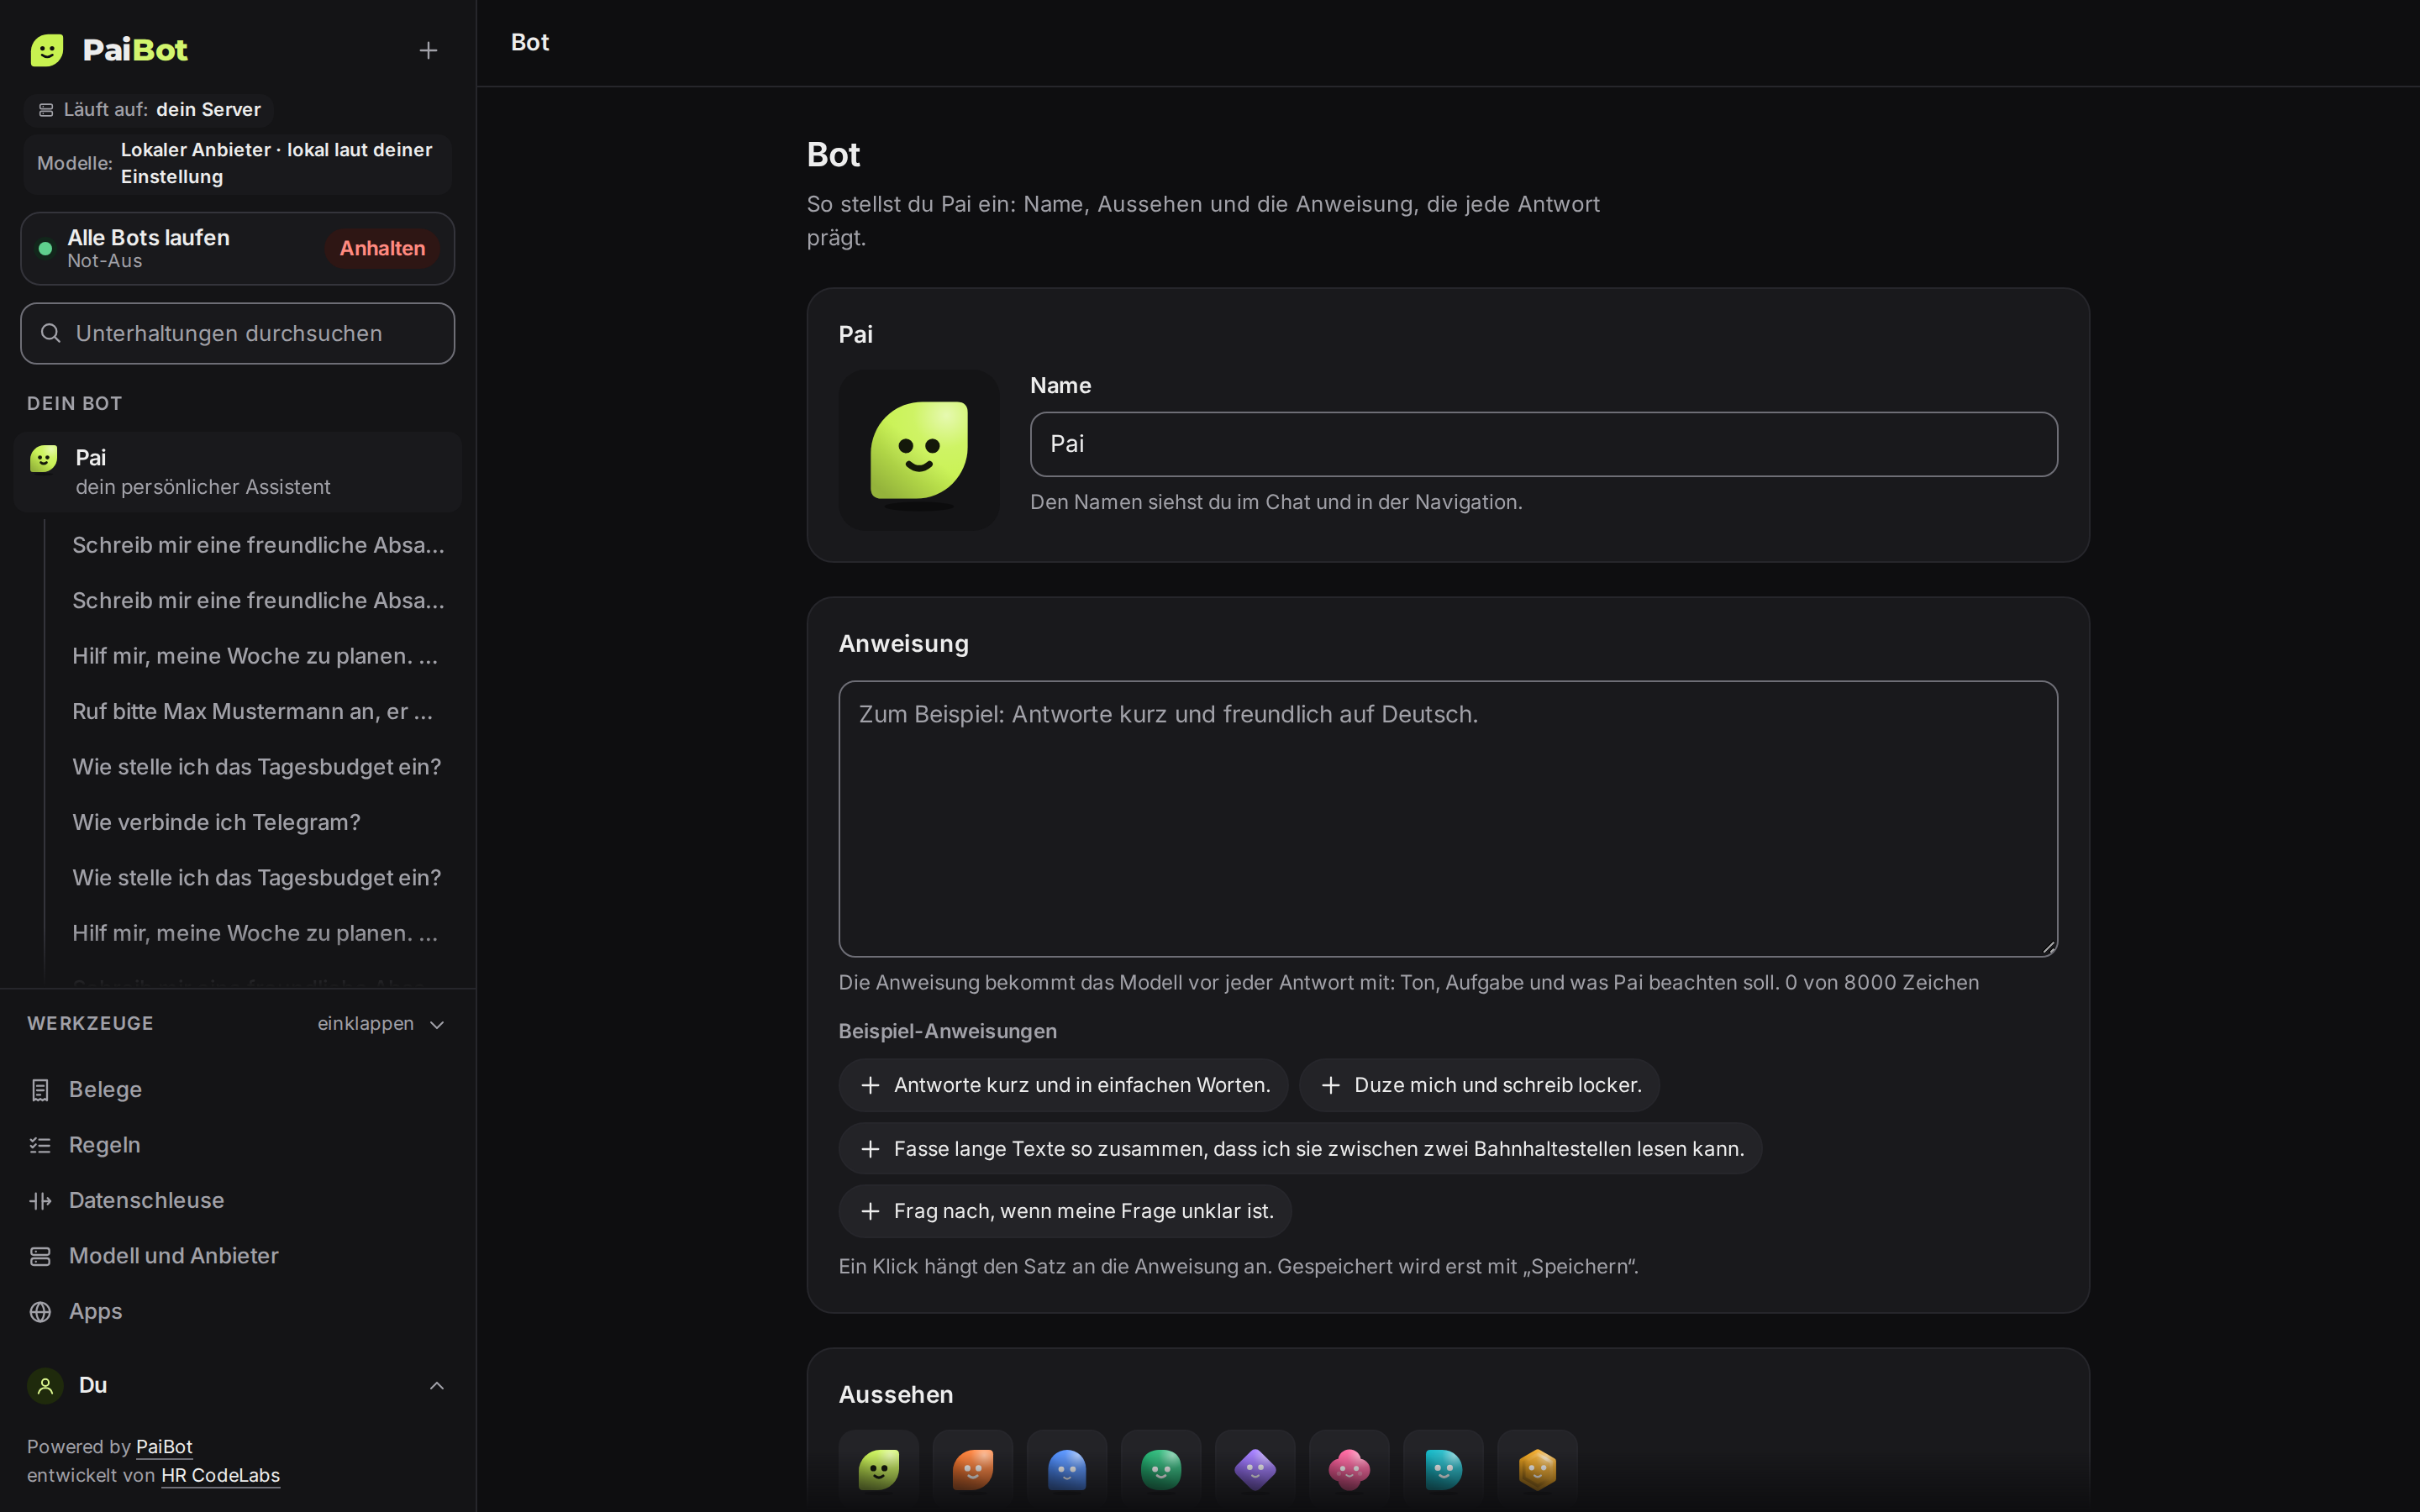 PaiBot
Läuft auf: dein Server
Modelle: Lokaler Anbieter · lokal laut deiner
Einstellung
Alle Bots laufen
Not-Aus
Anhalten
Unterhaltungen durchsuchen
DEIN BOT
Pai
dein persönlicher Assistent
Schreib mir eine freundliche Absa...
Schreib mir eine freundliche Absa...
Hilf mir, meine Woche zu planen. ...
Ruf bitte Max Mustermann an, er ...
Wie stelle ich das Tagesbudget ein?
Wie verbinde ich Telegram?
Wie stelle ich das Tagesbudget ein?
Hilf mir, meine Woche zu planen. ...
WERKZEUGE
einklappen
Belege
Regeln
Datenschleuse
Modell und Anbieter
Apps
Du
Powered by PaiBot
entwickelt von HR CodeLabs
Bot
Bot
So stellst du Pai ein: Name, Aussehen und die Anweisung, die jede Antwort
prägt.
Pai
Name
Pai
Den Namen siehst du im Chat und in der Navigation.
Anweisung
Zum Beispiel: Antworte kurz und freundlich auf Deutsch.
Die Anweisung bekommt das Modell vor jeder Antwort mit: Ton, Aufgabe und was Pai beachten soll. 0 von 8000 Zeichen
Beispiel-Anweisungen
Antworte kurz und in einfachen Worten.
Duze mich und schreib locker.
Fasse lange Texte so zusammen, dass ich sie zwischen zwei Bahnhaltestellen lesen kann.
Frag nach, wenn meine Frage unklar ist.
Ein Klick hängt den Satz an die Anweisung an. Gespeichert wird erst mit „Speichern“.
Aussehen